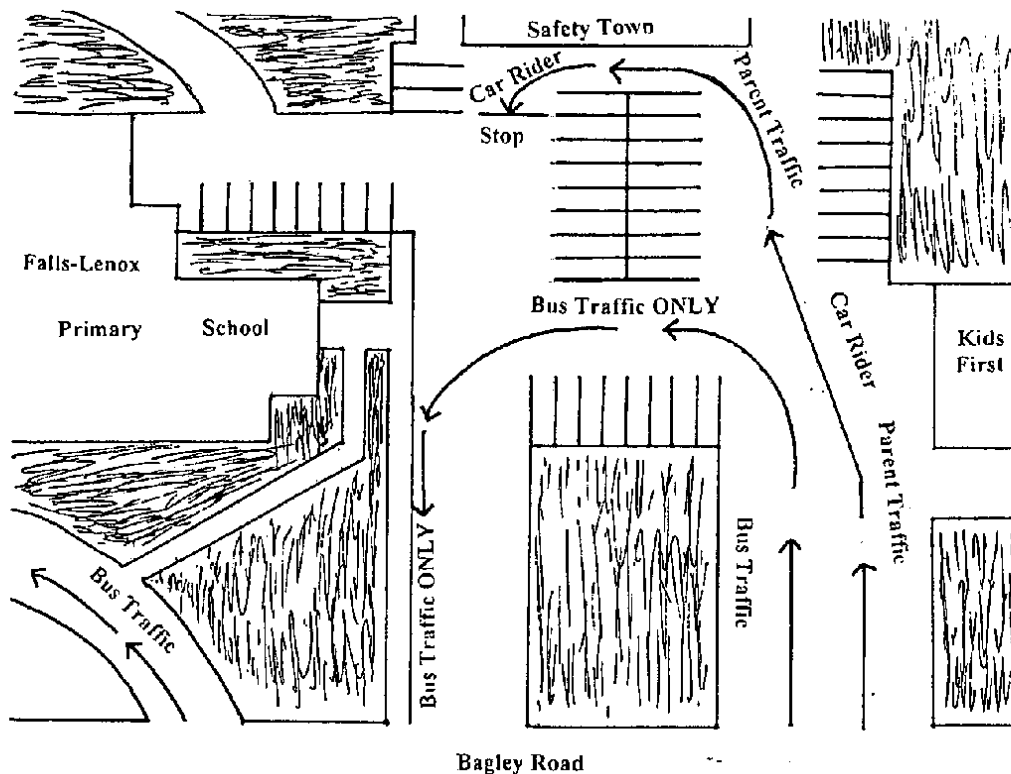 Safety Town
Car Rider
Parent Traffic
Stop
Falls-Lenox
Primary School
Bus Traffic ONLY
Kids
First
Car Rider
Parent Traffic
Bus Traffic ONLY
Bus Traffic
Bus Traffic
Bagley Road